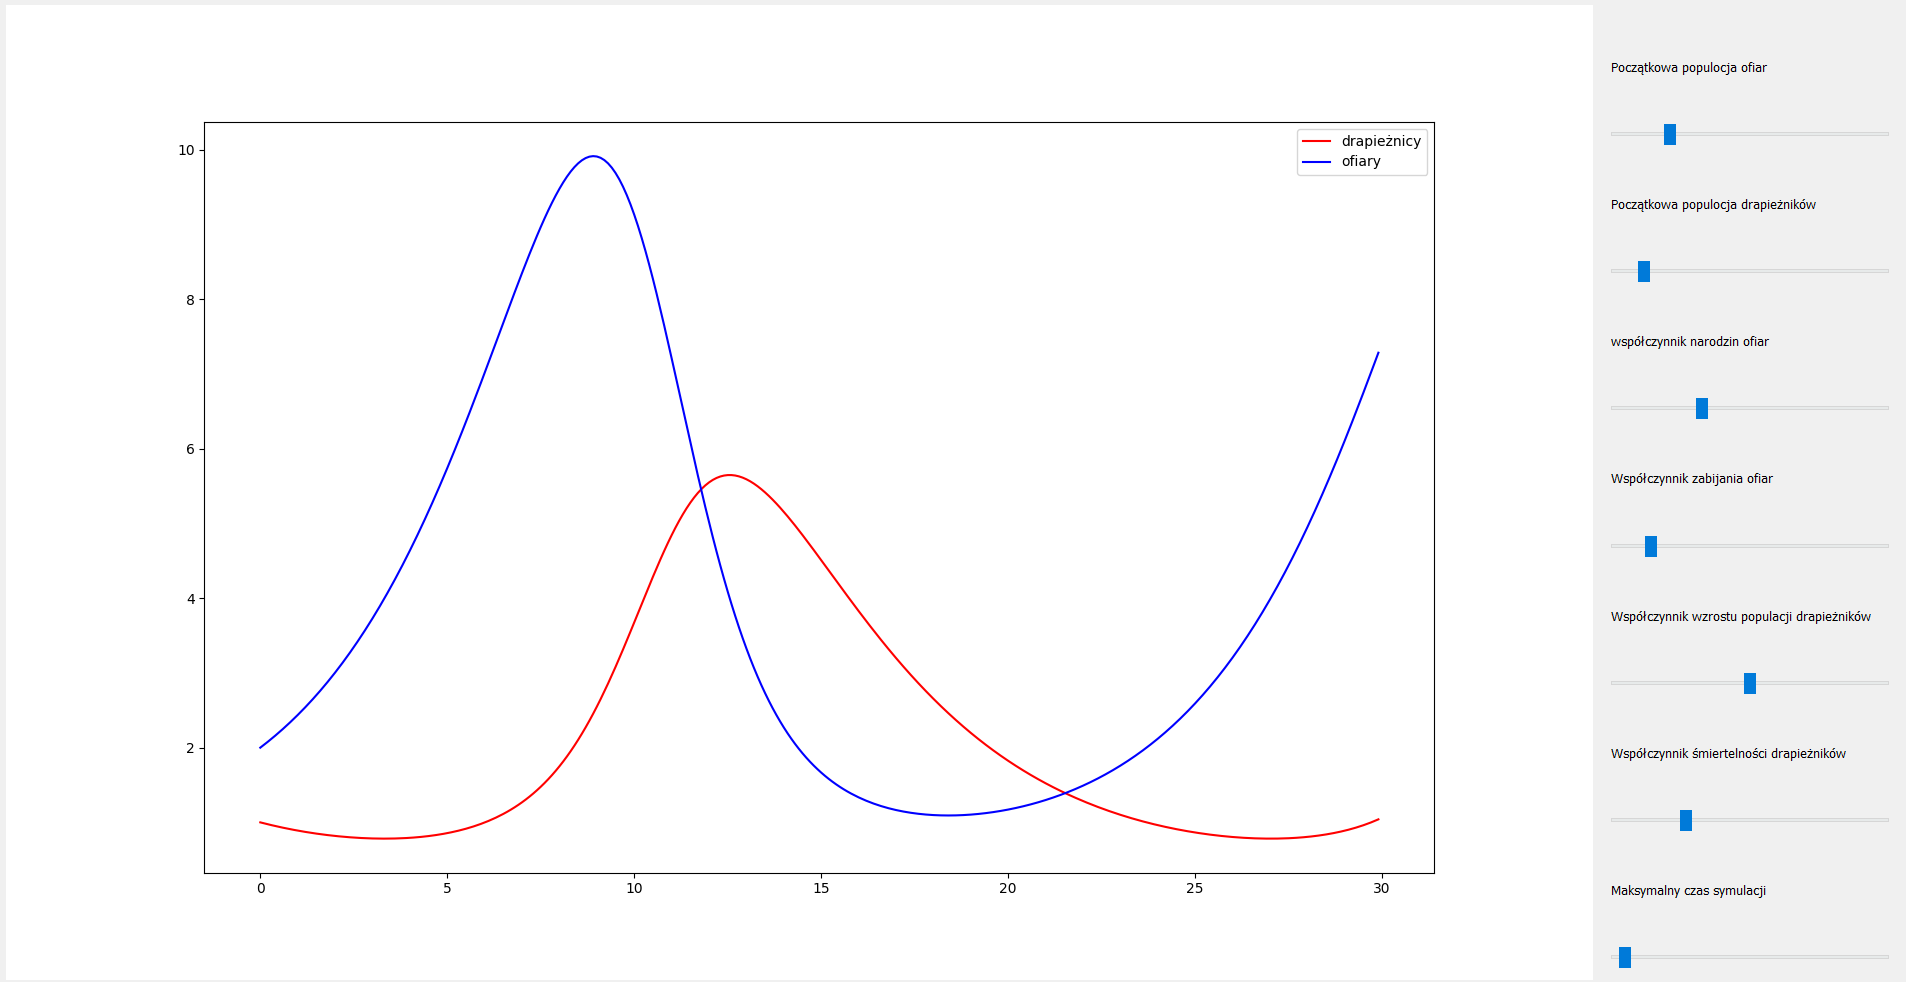 10
8
6
4
2
0 5 10 15 20 25 30
drapieżnicy
ofiary
Początkowa populocja ofiar
Początkowa populocja drapieżników
współczynnik narodzin ofiar
Współczynnik zabijania ofiar
Współczynnik wzrostu populacji drapieżników
Współczynnik śmiertelności drapieżników
Maksymalny czas symulacji